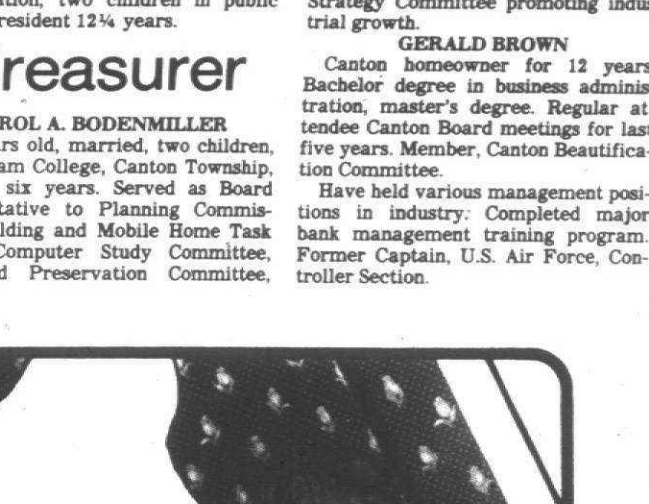 two children in public
resident 12¼ years.
reasurer
ROL A. BODENMILLER
rs old, married, two children,
am College, Canton Township,
six years. Served as Board
tative to Planning Commis-
lding and Mobile Home Task
Computer Study Committee,
d Preservation Committee,
Strategy Committee promoting indus
trial growth.
GERALD BROWN
Canton homeowner for 12 years
Bachelor degree in business adminis
tration, master's degree. Regular at
tendee Canton Board meetings for last
five years. Member, Canton Beautifica-
tion Committee.
Have held various management posi-
tions in industry. Completed major
bank management training program.
Former Captain, U.S. Air Force, Con-
troller Section.